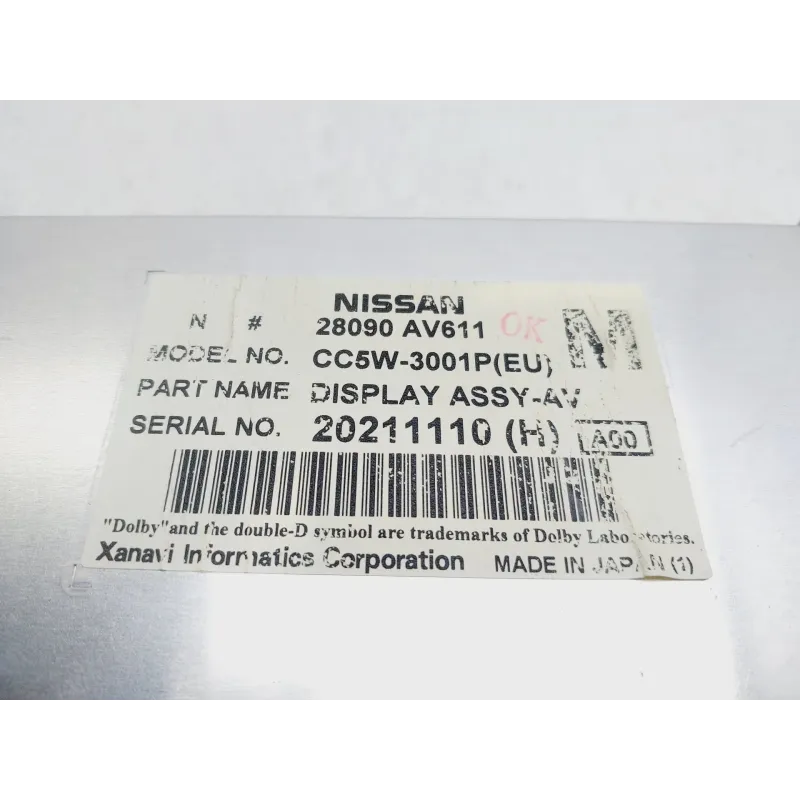 NISSAN
N # 28090 AV611 OK M
MODEL NO. CC5W-3001P(EU)
PART NAME DISPLAY ASSY-AV
SERIAL NO. 20211110 (H) A00
"Dolby" and the double-D symbol are trademarks of Dolby Laboratories.
Xanavi Informatics Corporation MADE IN JAPAN (1)